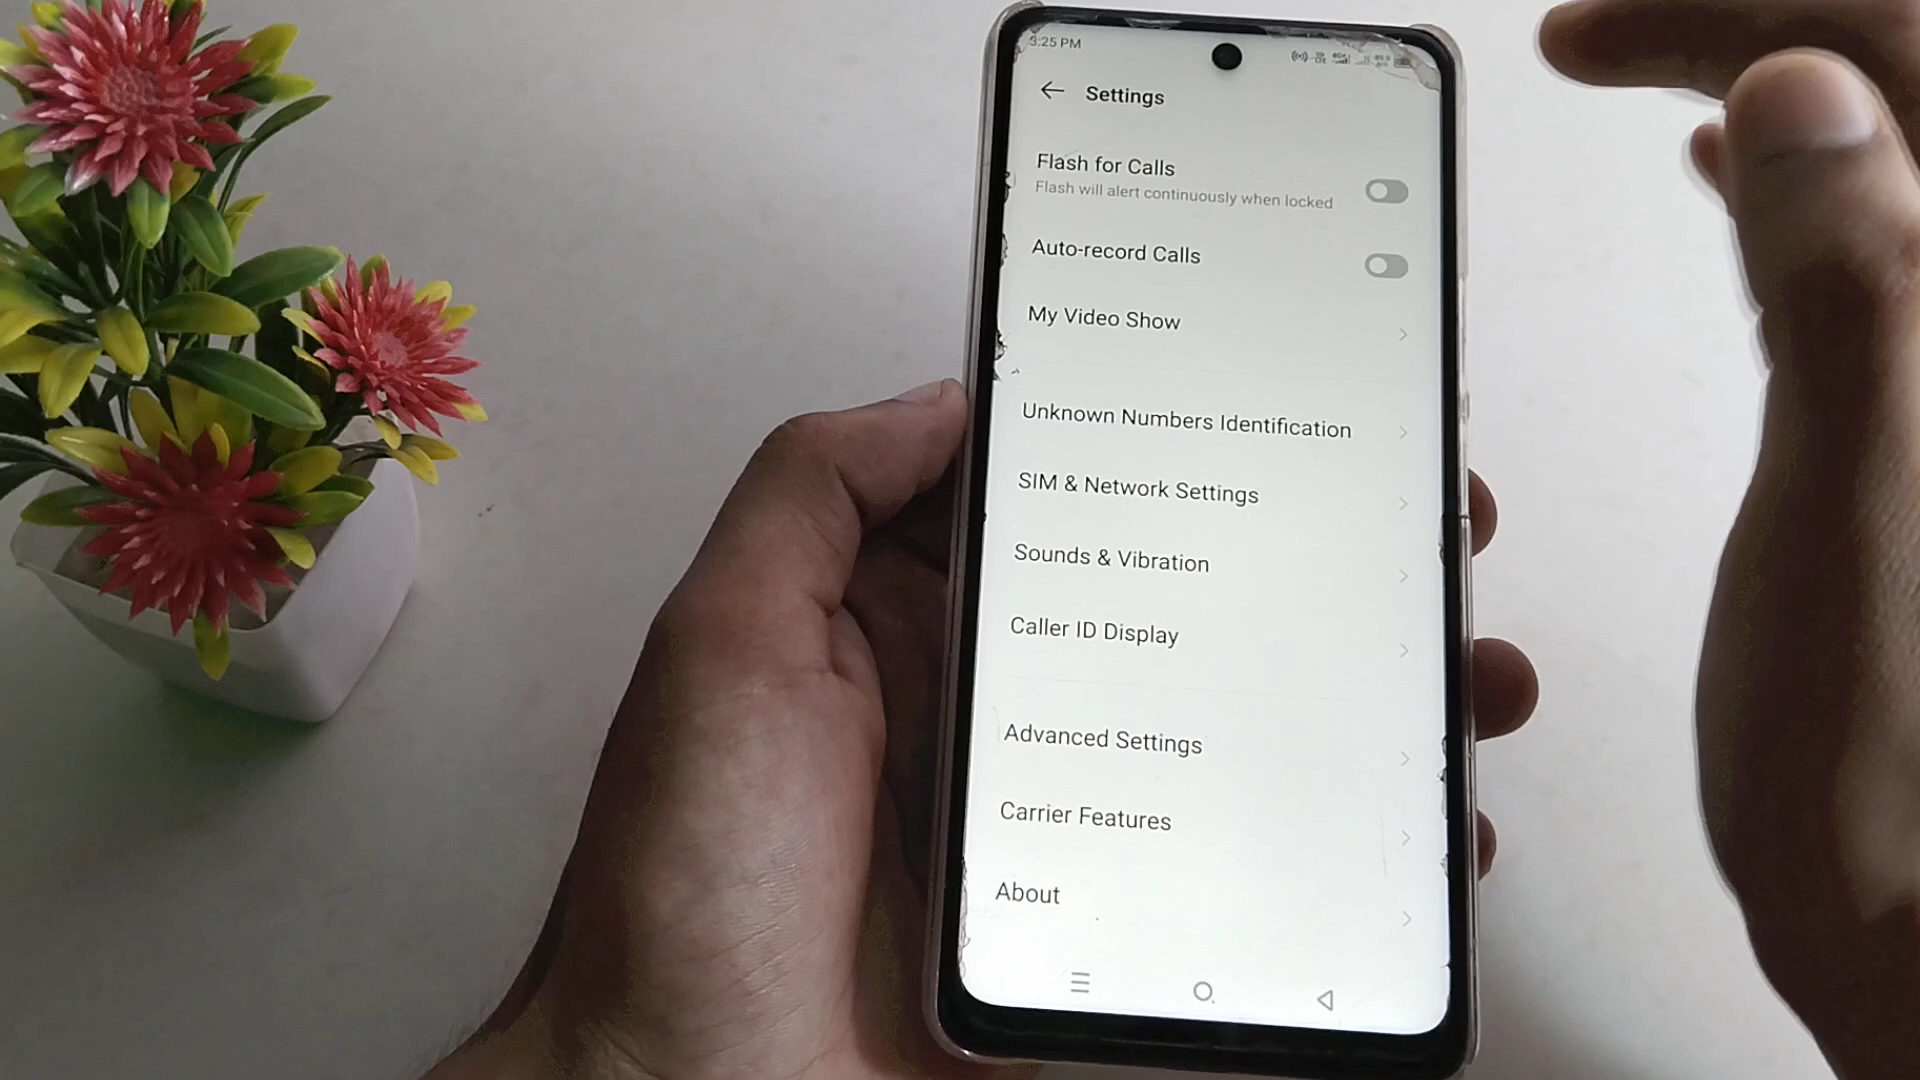 3:25 PM
Settings
Flash for Calls
Flash will alert continuously when locked
Auto-record Calls
My Video Show
Unknown Numbers Identification
SIM & Network Settings
Sounds & Vibration
Caller ID Display
Advanced Settings
Carrier Features
About